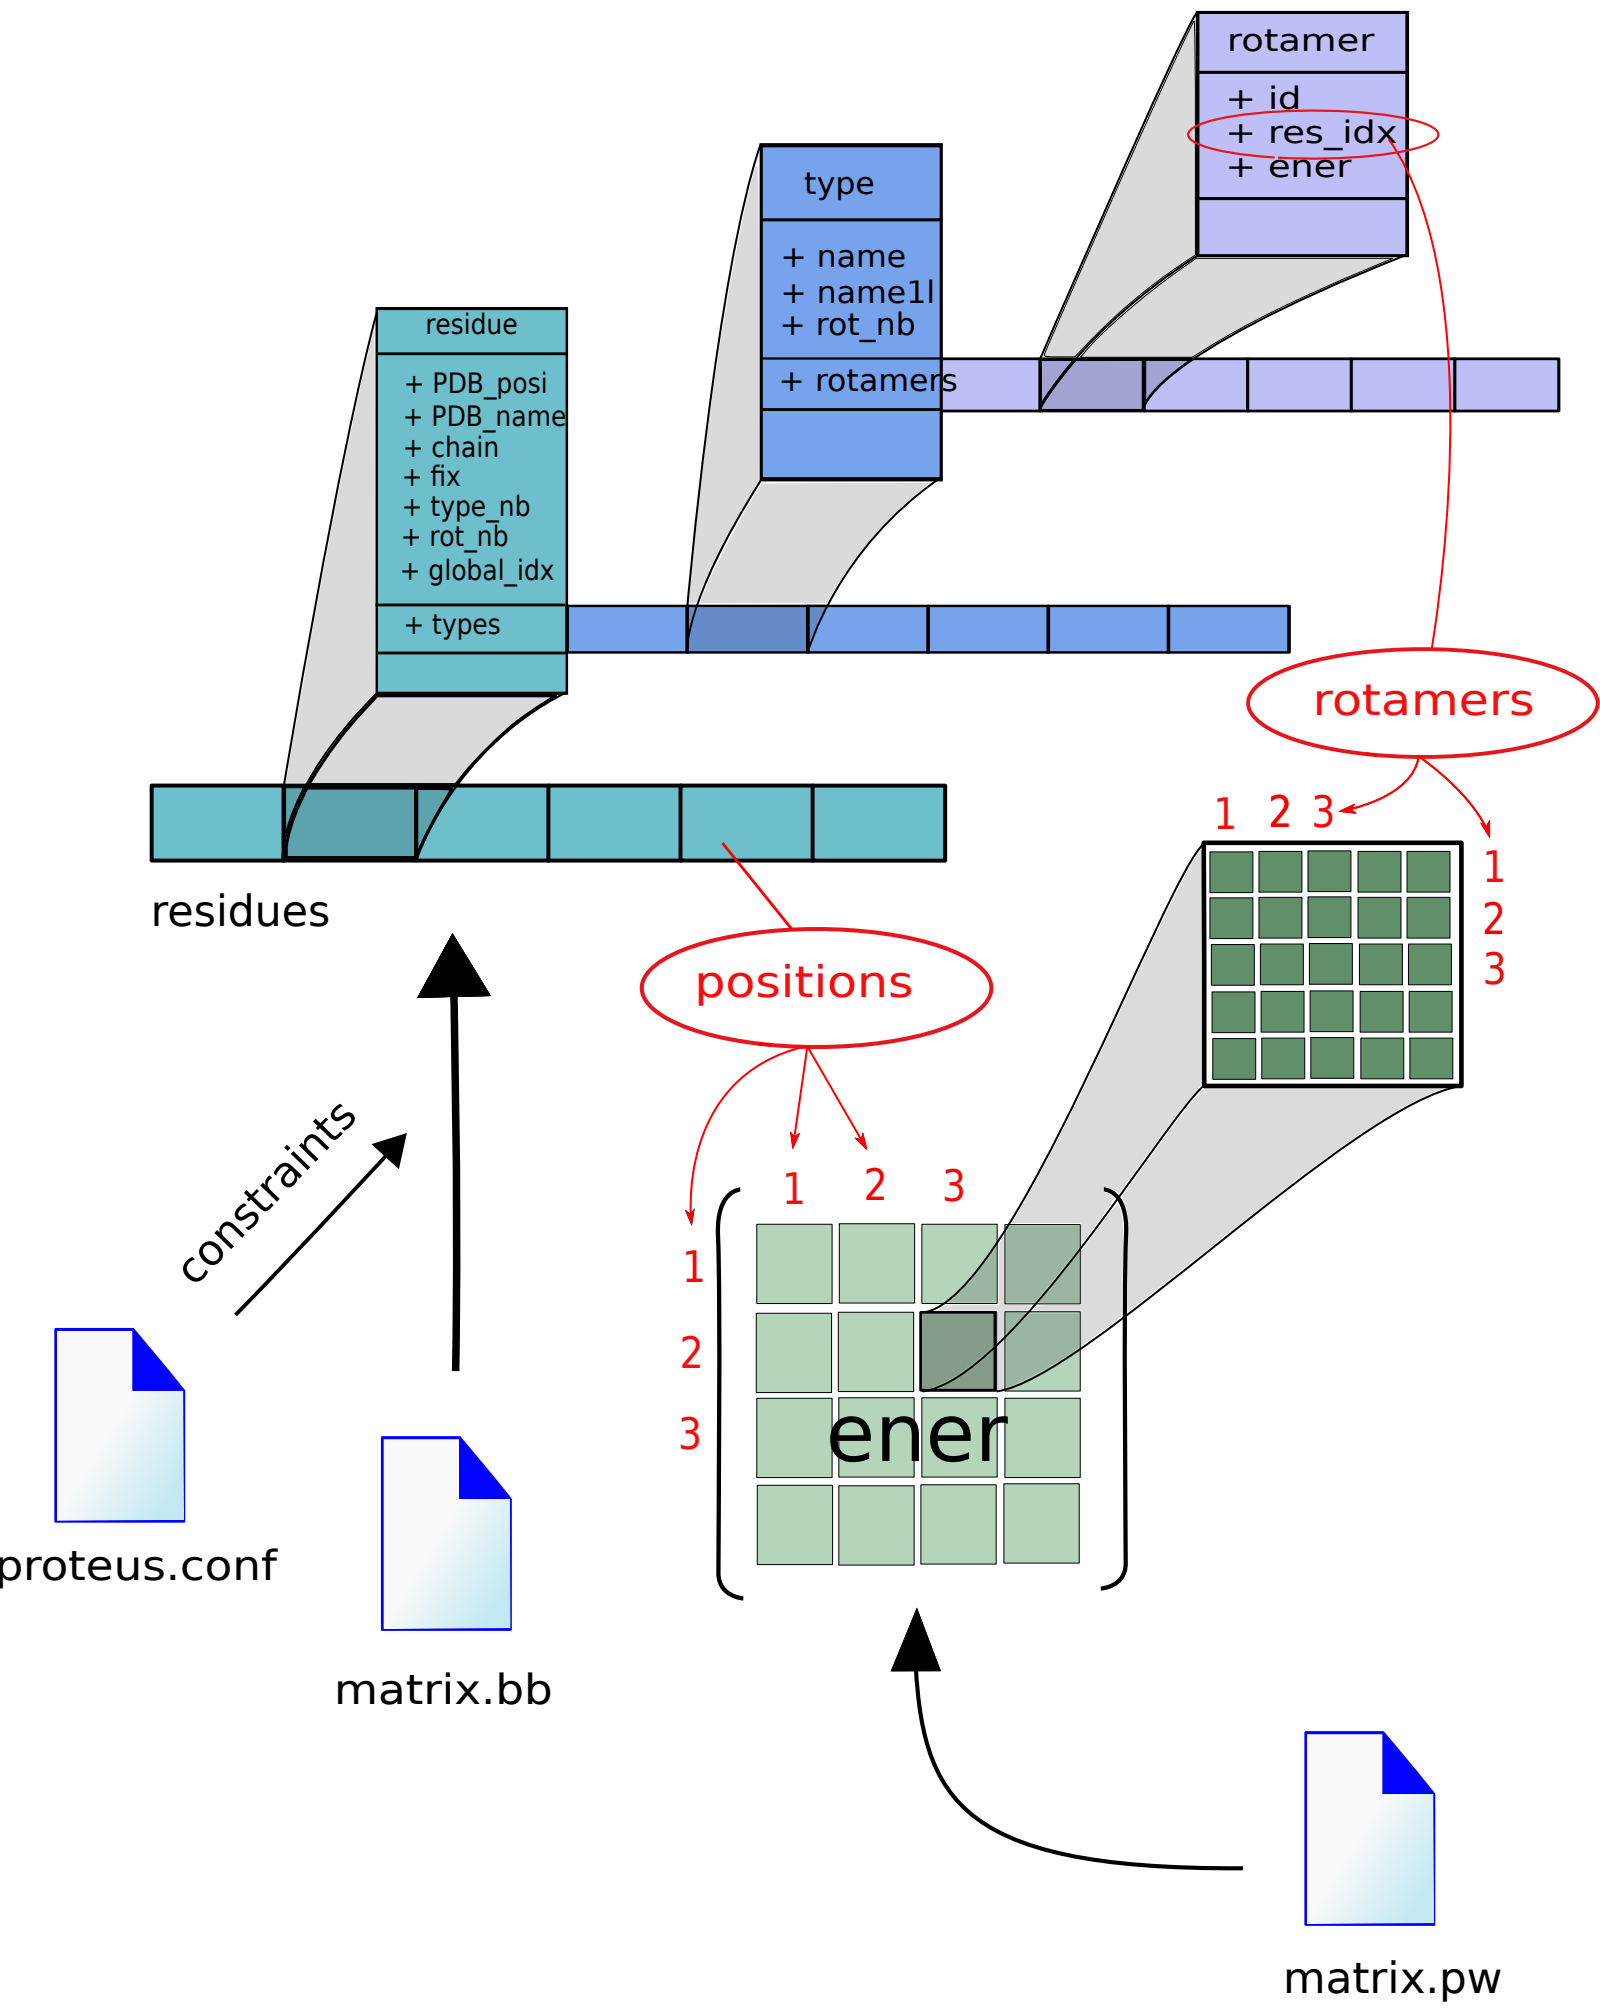 rotamer
+ id
+ res_idx
+ ener
type
+ name
+ name1l
+ rot_nb
+ rotamers
residue
+ PDB_posi
+ PDB_name
+ chain
+ fix
+ type_nb
+ rot_nb
+ global_idx
+ types
rotamers
1 2 3
1
2
3
residues
positions
constraints
1 2 3
1
2
3
ener
proteus.conf
matrix.bb
matrix.pw